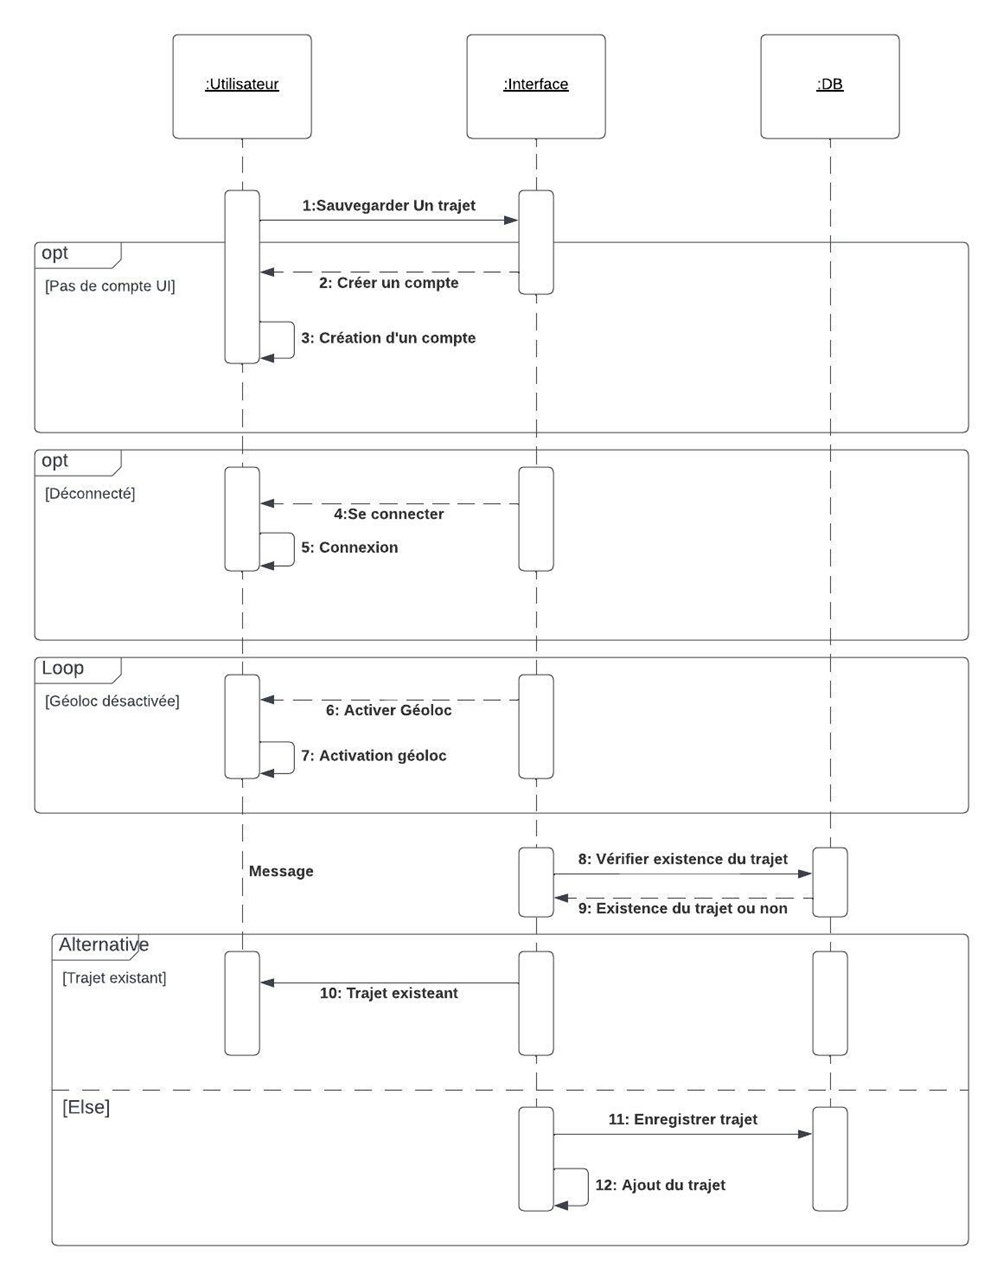 :Utilisateur
:Interface
:DB
1:Sauvegarder Un trajet
opt
[Pas de compte UI]
2: Créer un compte
3: Création d'un compte
opt
[Déconnecté]
4:Se connecter
5: Connexion
Loop
[Géoloc désactivée]
6: Activer Géoloc
7: Activation géoloc
8: Vérifier existence du trajet
Message
9: Existence du trajet ou non
Alternative
[Trajet existant]
10: Trajet existeant
[Else]
11: Enregistrer trajet
12: Ajout du trajet